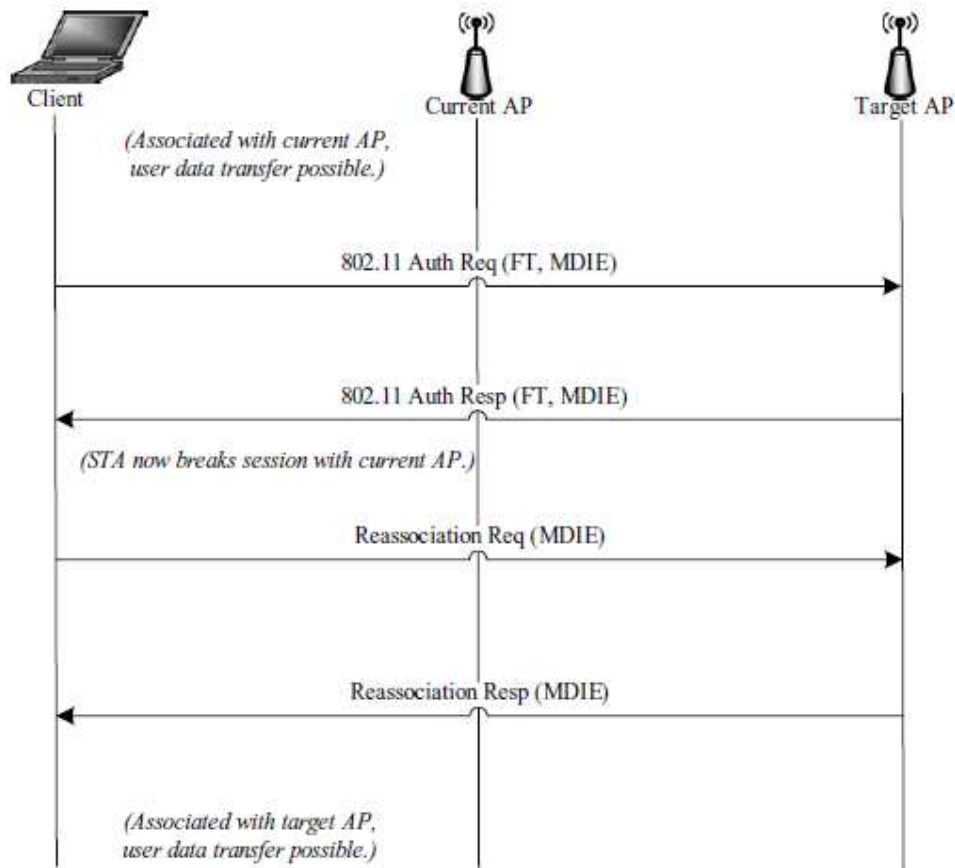 Client
Current AP
Target AP
(Associated with current AP,
user data transfer possible.)
802.11 Auth Req (FT, MDIE)
802.11 Auth Resp (FT, MDIE)
(STA now breaks session with current AP.)
Reassociation Req (MDIE)
Reassociation Resp (MDIE)
(Associated with target AP,
user data transfer possible.)